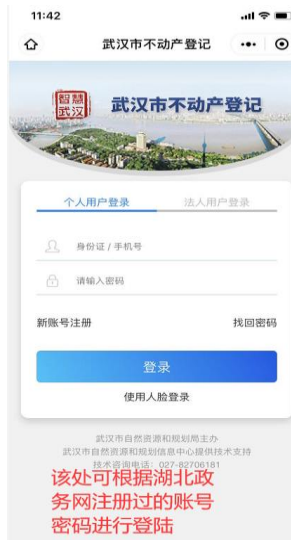 11:42
武汉市不动产登记
智慧
武汉
武汉市不动产登记
个人用户登录 法人用户登录
身份证 / 手机号
请输入密码
新账号注册 找回密码
登录
使用人脸登录
武汉市自然资源和规划局主办
武汉市自然资源和规划信息中心提供技术支持
技术咨询电话：027-82706181
该处可根据湖北政
务网注册过的账号
密码进行登陆